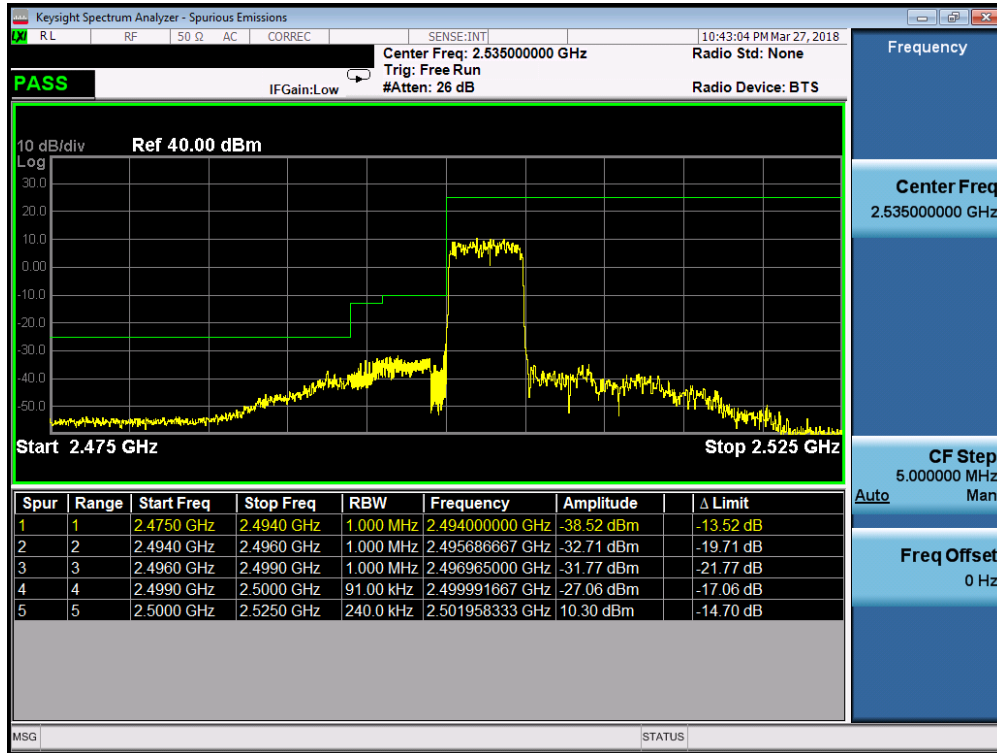 Keysight Spectrum Analyzer - Spurious Emissions
LXI RL RF 50 Ω AC CORREC SENSE:INT 10:43:04 PM Mar 27, 2018
Center Freq: 2.535000000 GHz Radio Std: None
Trig: Free Run
PASS IFGain:Low #Atten: 26 dB Radio Device: BTS
Frequency
10 dB/div Ref 40.00 dBm
Log
30.0
20.0
10.0
0.00
-10.0
-20.0
-30.0
-40.0
-50.0
Start 2.475 GHz Stop 2.525 GHz
Spur Range Start Freq Stop Freq RBW Frequency Amplitude Δ Limit
1 1 2.4750 GHz 2.4940 GHz 1.000 MHz 2.494000000 GHz -38.52 dBm -13.52 dB
2 2 2.4940 GHz 2.4960 GHz 1.000 MHz 2.495686667 GHz -32.71 dBm -19.71 dB
3 3 2.4960 GHz 2.4990 GHz 1.000 MHz 2.496965000 GHz -31.77 dBm -21.77 dB
4 4 2.4990 GHz 2.5000 GHz 91.00 kHz 2.499991667 GHz -27.06 dBm -17.06 dB
5 5 2.5000 GHz 2.5250 GHz 240.0 kHz 2.501958333 GHz 10.30 dBm -14.70 dB
Center Freq
2.535000000 GHz
CF Step
5.000000 MHz
Auto Man
Freq Offset
0 Hz
MSG STATUS